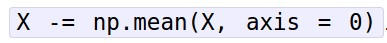 X -= np.mean(X, axis = 0)